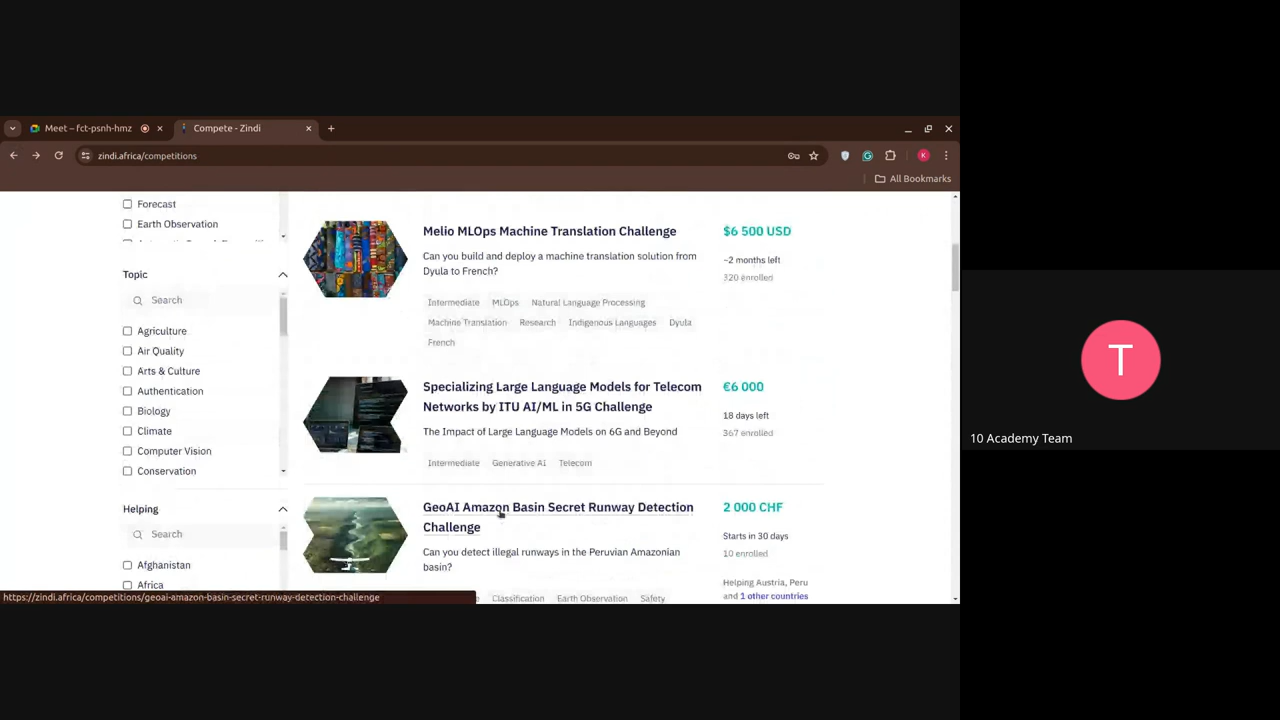 Meet – fct-psnh-hmz
Compete - Zindi
zindi.africa/competitions
K
All Bookmarks
Forecast
Earth Observation
Topic
Search
Agriculture
Air Quality
Arts & Culture
Authentication
Biology
Climate
Computer Vision
Conservation
Helping
Search
Afghanistan
Africa
Melio MLOps Machine Translation Challenge
$6 500 USD
Can you build and deploy a machine translation solution from
Dyula to French?
~2 months left
320 enrolled
Intermediate MLOps Natural Language Processing
Machine Translation Research Indigenous Languages Dyula
French
Specializing Large Language Models for Telecom
Networks by ITU AI/ML in 5G Challenge
€6 000
18 days left
The Impact of Large Language Models on 6G and Beyond
367 enrolled
Intermediate Generative AI Telecom
GeoAI Amazon Basin Secret Runway Detection
Challenge
2 000 CHF
Starts in 30 days
Can you detect illegal runways in the Peruvian Amazonian
basin?
10 enrolled
Helping Austria, Peru
and 1 other countries
Classification Earth Observation Safety
https://zindi.africa/competitions/geoai-amazon-basin-secret-runway-detection-challenge
T
10 Academy Team